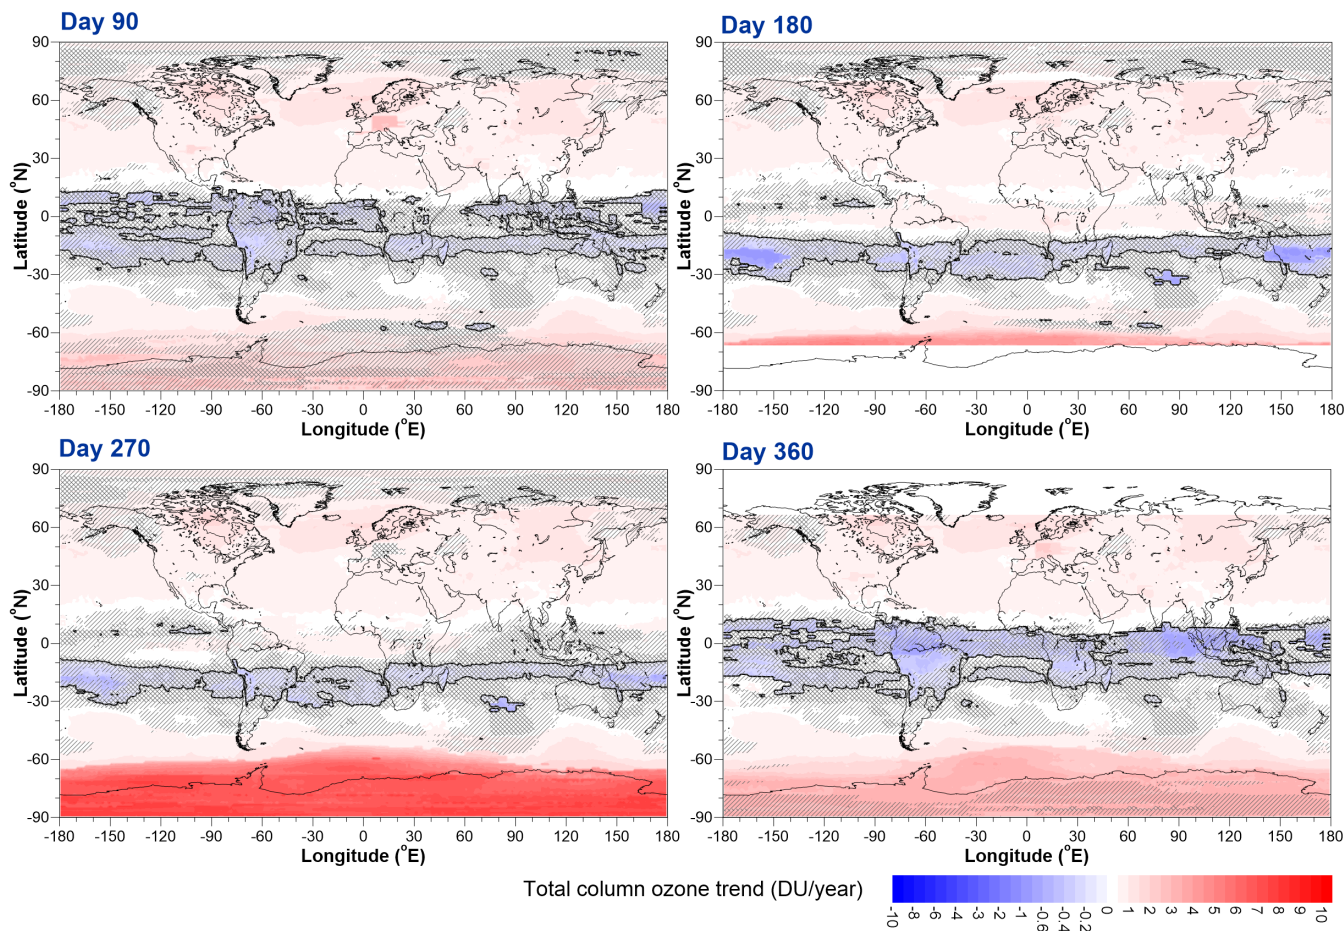 Day 90
Day 180
90
60
30
0
-30
-60
-90
Latitude (°N)
-180 -150 -120 -90 -60 -30 0 30 60 90 120 150 180
Longitude (°E)
90
60
30
0
-30
-60
-90
Latitude (°N)
-180 -150 -120 -90 -60 -30 0 30 60 90 120 150 180
Longitude (°E)
Day 270
Day 360
90
60
30
0
-30
-60
-90
Latitude (°N)
-180 -150 -120 -90 -60 -30 0 30 60 90 120 150 180
Longitude (°E)
90
60
30
0
-30
-60
-90
Latitude (°N)
-180 -150 -120 -90 -60 -30 0 30 60 90 120 150 180
Longitude (°E)
Total column ozone trend (DU/year)
-10 -8 -6 -4 -3 -2 -1 -0.6 -0.4 -0.2 0 1 2 3 4 5 6 7 8 9 10